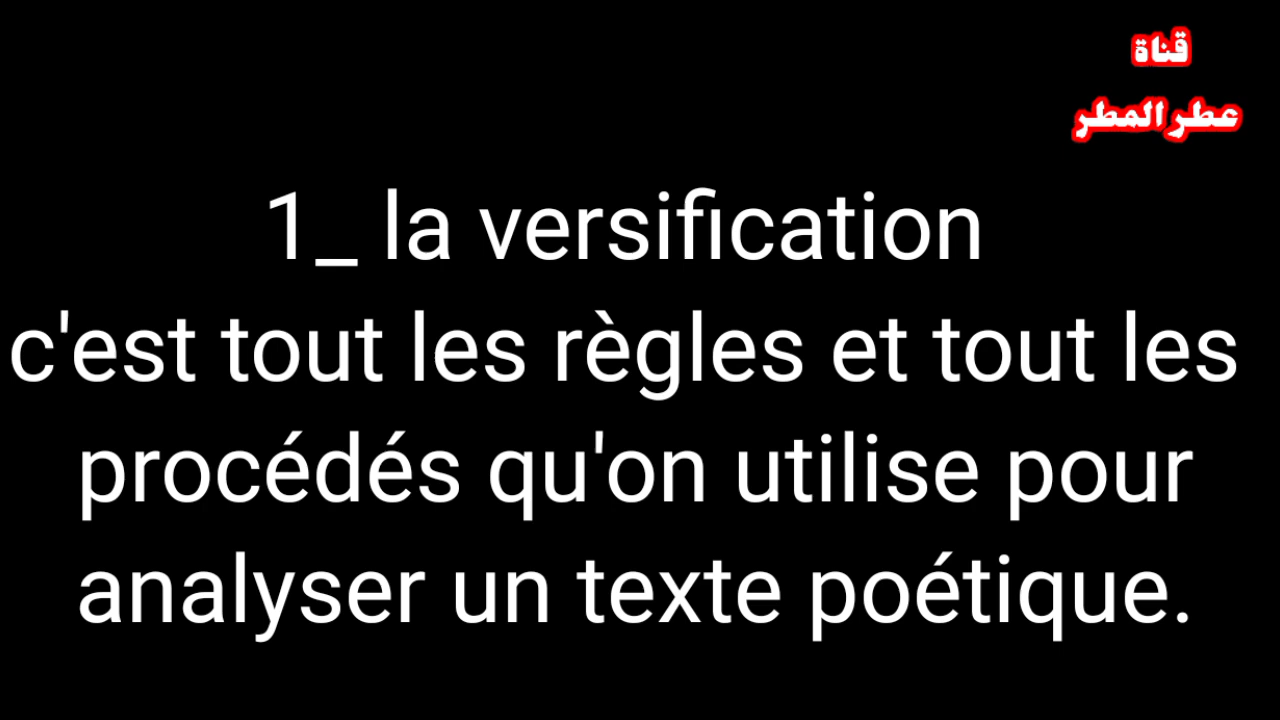 قناة
عطر المطر
1_ la versification
c'est tout les règles et tout les
procédés qu'on utilise pour
analyser un texte poétique.